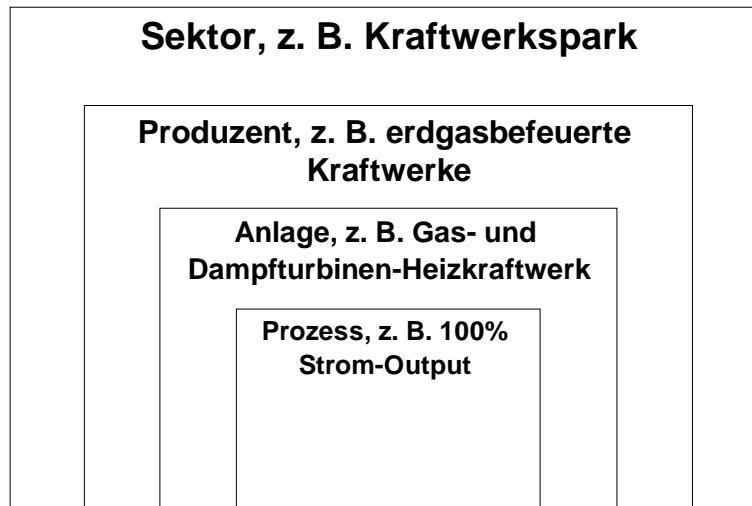 Sektor, z. B. Kraftwerkspark
Produzent, z. B. erdgasbefeuerte
Kraftwerke
Anlage, z. B. Gas- und
Dampfturbinen-Heizkraftwerk
Prozess, z. B. 100%
Strom-Output